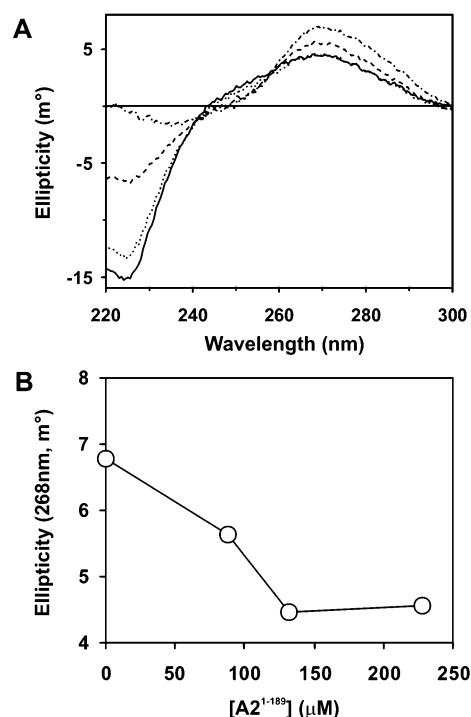 A
Ellipticity (m°)
5
-5
-15
220 240 260 280 300
Wavelength (nm)
B
Ellipticity (268nm, m°)
8
7
6
5
4
0 50 100 150 200 250
[A2¹⁻¹⁸⁹] (µM)